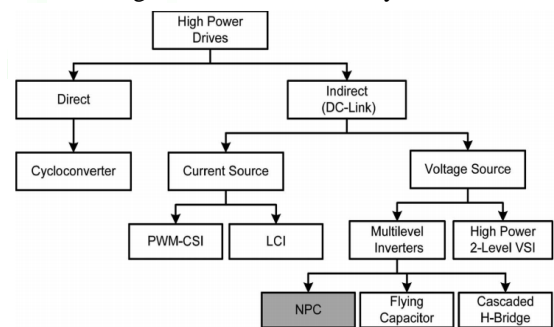 High Power
Drives
Direct
Indirect
(DC-Link)
Cycloconverter
Current Source
Voltage Source
PWM-CSI
LCI
Multilevel
Inverters
High Power
2-Level VSI
NPC
Flying
Capacitor
Cascaded
H-Bridge